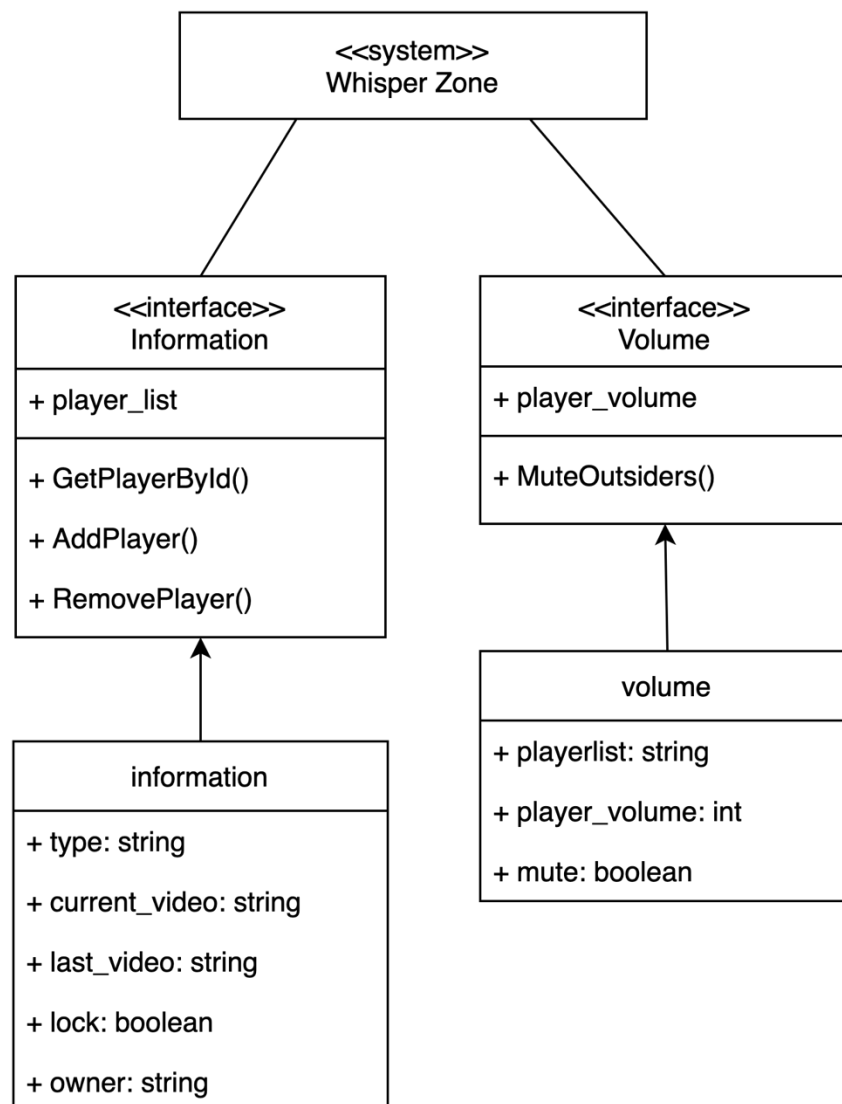 <<system>>
Whisper Zone
<<interface>>
Information
+ player_list
+ GetPlayerById()
+ AddPlayer()
+ RemovePlayer()
<<interface>>
Volume
+ player_volume
+ MuteOutsiders()
information
+ type: string
+ current_video: string
+ last_video: string
+ lock: boolean
+ owner: string
volume
+ playerlist: string
+ player_volume: int
+ mute: boolean